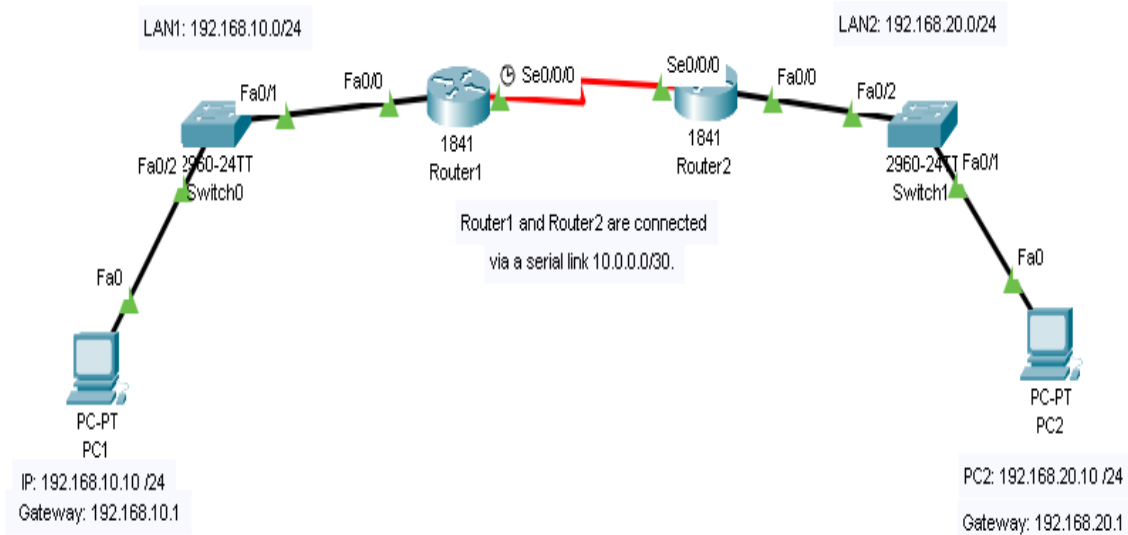 LAN1: 192.168.10.0/24
LAN2: 192.168.20.0/24
Fa0/1
Fa0/0
Se0/0/0
Se0/0/0
Fa0/0
Fa0/2
Fa0/2
2960-24TT
Switch0
1841
Router1
1841
Router2
2960-24TT
Switch1
Fa0/1
Router1 and Router2 are connected
via a serial link 10.0.0.0/30.
Fa0
Fa0
PC-PT
PC1
PC-PT
PC2
IP: 192.168.10.10 /24
Gateway: 192.168.10.1
PC2: 192.168.20.10 /24
Gateway: 192.168.20.1